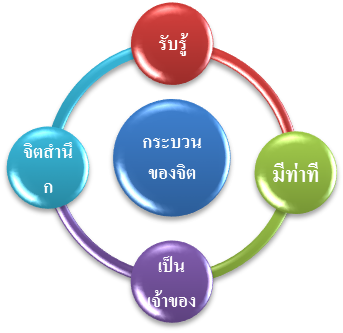 รับรู้
กระบวน
ของจิต
มีท่าที
เป็น
เจ้าของ
จิตสำนึ
ก